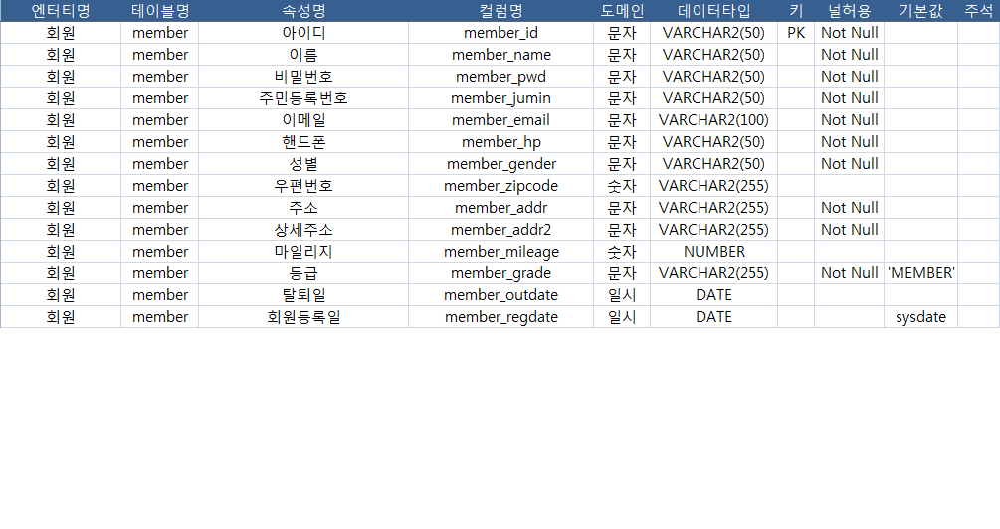 엔터티명 테이블명 속성명 컬럼명 도메인 데이터타입 키 널허용 기본값 주석
회원 member 아이디 member_id 문자 VARCHAR2(50) PK Not Null
회원 member 이름 member_name 문자 VARCHAR2(50) Not Null
회원 member 비밀번호 member_pwd 문자 VARCHAR2(50) Not Null
회원 member 주민등록번호 member_jumin 문자 VARCHAR2(50) Not Null
회원 member 이메일 member_email 문자 VARCHAR2(100) Not Null
회원 member 핸드폰 member_hp 문자 VARCHAR2(50) Not Null
회원 member 성별 member_gender 문자 VARCHAR2(50) Not Null
회원 member 우편번호 member_zipcode 숫자 VARCHAR2(255)
회원 member 주소 member_addr 문자 VARCHAR2(255) Not Null
회원 member 상세주소 member_addr2 문자 VARCHAR2(255) Not Null
회원 member 마일리지 member_mileage 숫자 NUMBER
회원 member 등급 member_grade 문자 VARCHAR2(255) Not Null 'MEMBER'
회원 member 탈퇴일 member_outdate 일시 DATE
회원 member 회원등록일 member_regdate 일시 DATE sysdate